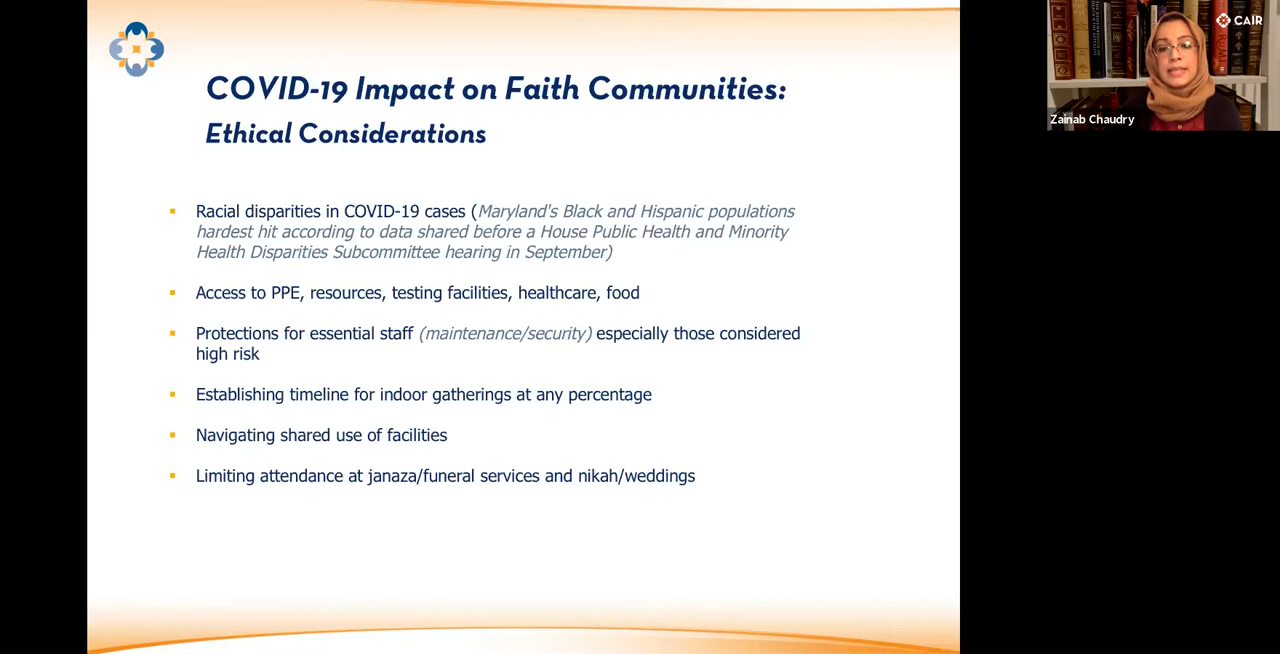 COVID-19 Impact on Faith Communities:
Ethical Considerations
Racial disparities in COVID-19 cases (Maryland's Black and Hispanic populations
hardest hit according to data shared before a House Public Health and Minority
Health Disparities Subcommittee hearing in September)
Access to PPE, resources, testing facilities, healthcare, food
Protections for essential staff (maintenance/security) especially those considered
high risk
Establishing timeline for indoor gatherings at any percentage
Navigating shared use of facilities
Limiting attendance at janaza/funeral services and nikah/weddings
CAIR
RUMI
Zainab Chaudry